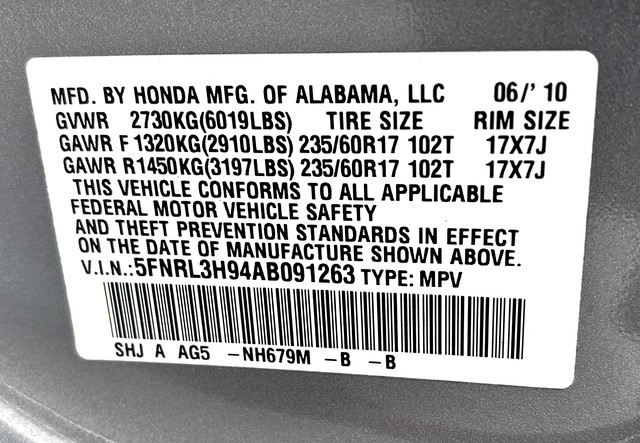 MFD. BY HONDA MFG. OF ALABAMA, LLC 06/' 10
GVWR 2730KG(6019LBS) TIRE SIZE RIM SIZE
GAWR F 1320KG(2910LBS) 235/60R17 102T 17X7J
GAWR R1450KG(3197LBS) 235/60R17 102T 17X7J
THIS VEHICLE CONFORMS TO ALL APPLICABLE
FEDERAL MOTOR VEHICLE SAFETY
AND THEFT PREVENTION STANDARDS IN EFFECT
ON THE DATE OF MANUFACTURE SHOWN ABOVE.
V.I.N.:5FNRL3H94AB091263 TYPE: MPV
SHJ A AG5 -NH679M -B -B